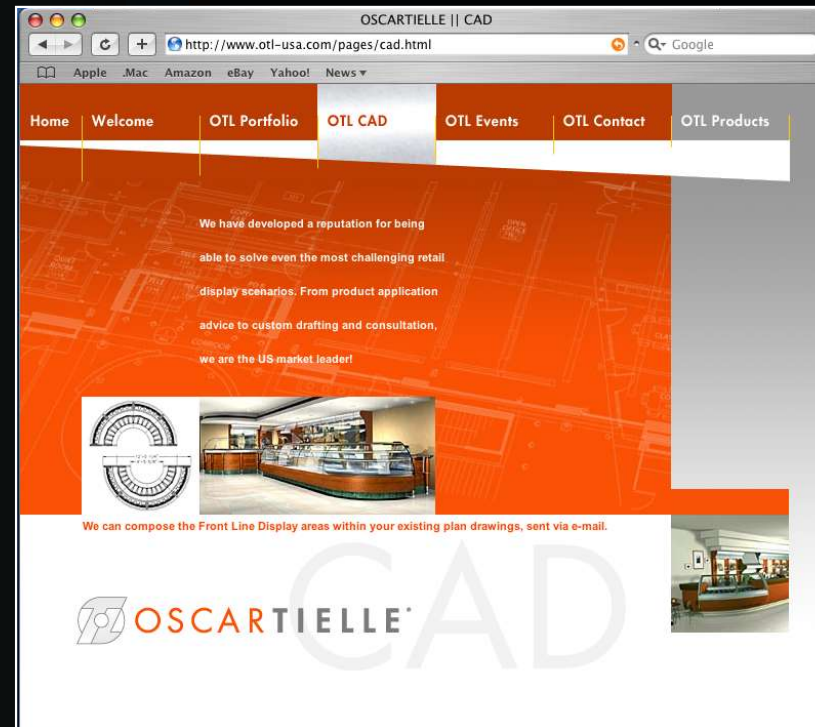 OSCARTIELLE || CAD
http://www.otl-usa.com/pages/cad.html
Google
Apple .Mac Amazon eBay Yahoo! News
Home Welcome OTL Portfolio OTL CAD OTL Events OTL Contact OTL Products
We have developed a reputation for being
able to solve even the most challenging retail
display scenarios. From product application
advice to custom drafting and consultation,
we are the US market leader!
We can compose the Front Line Display areas within your existing plan drawings, sent via e-mail.
CAD
OSCARTIELLE